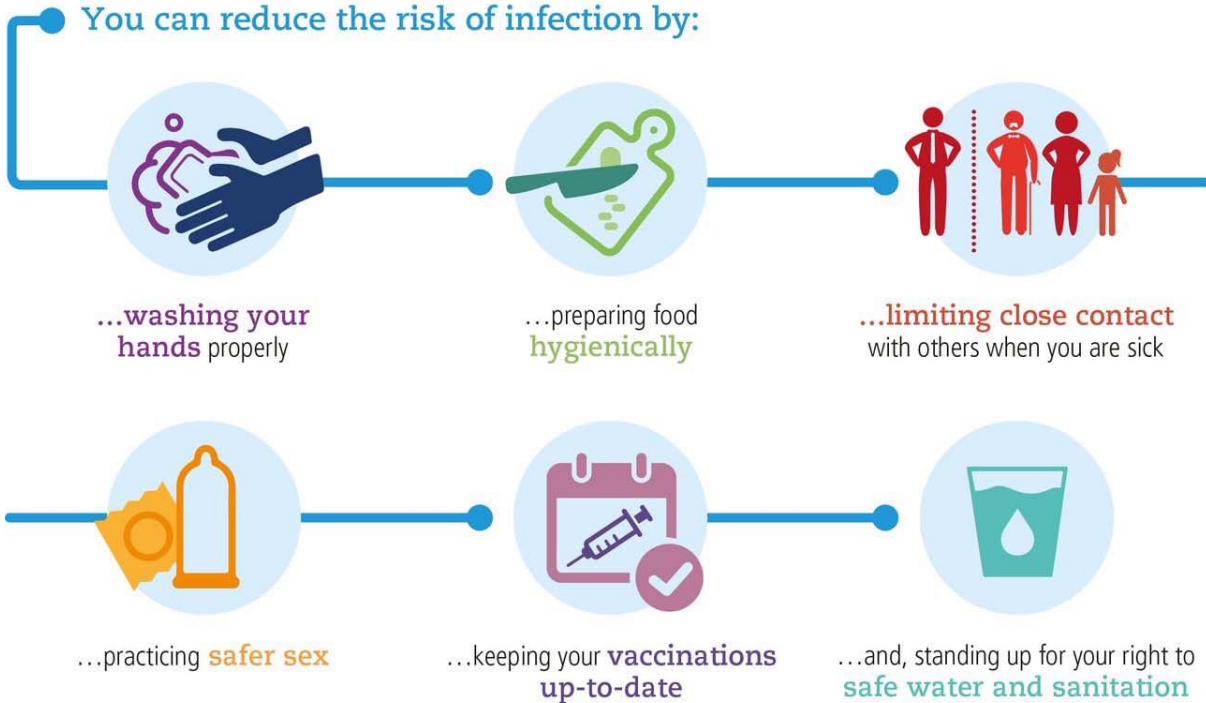 You can reduce the risk of infection by:
...washing your
hands properly
...preparing food
hygienically
...limiting close contact
with others when you are sick
...practicing safer sex
...keeping your vaccinations
up-to-date
...and, standing up for your right to
safe water and sanitation